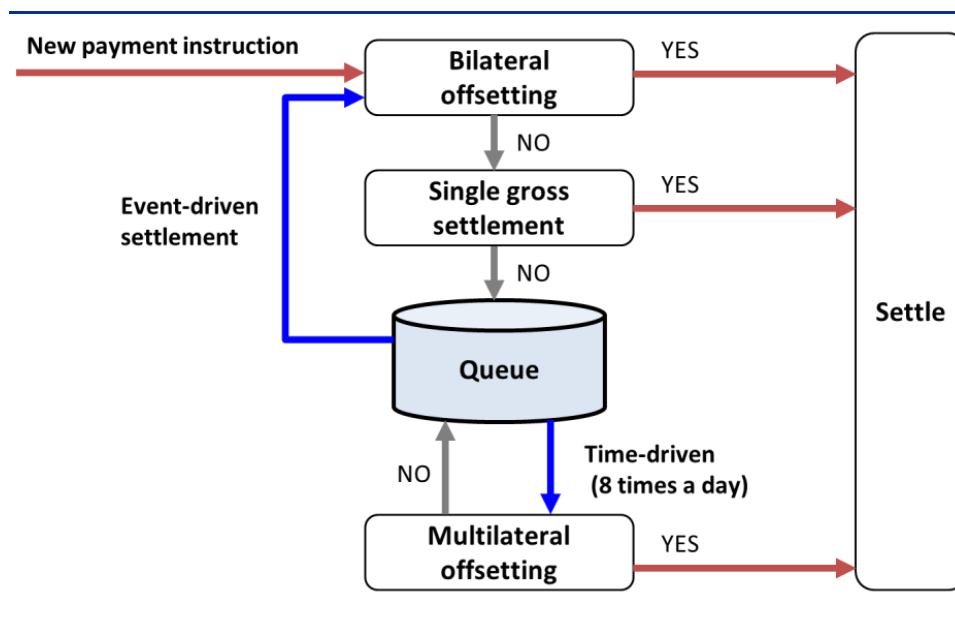 New payment instruction
Bilateral
offsetting
YES
NO
Single gross
settlement
YES
Event-driven
settlement
NO
Settle
Queue
Time-driven
(8 times a day)
NO
Multilateral
offsetting
YES